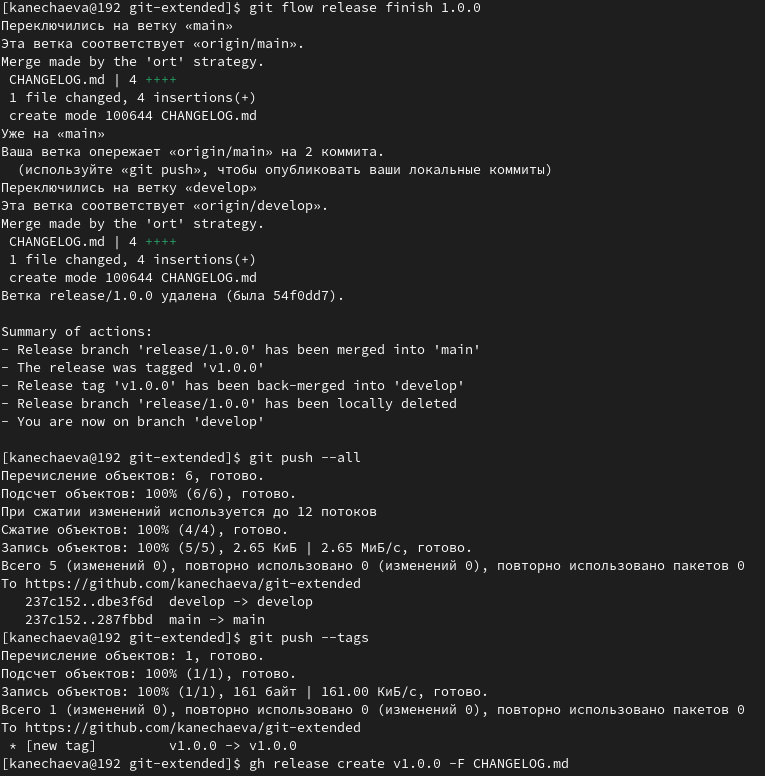 [kanechaeva@192 git-extended]$ git flow release finish 1.0.0
Переключились на ветку «main»
Эта ветка соответствует «origin/main».
Merge made by the 'ort' strategy.
 CHANGELOG.md | 4 ++++
 1 file changed, 4 insertions(+)
 create mode 100644 CHANGELOG.md
Уже на «main»
Ваша ветка опережает «origin/main» на 2 коммита.
  (используйте «git push», чтобы опубликовать ваши локальные коммиты)
Переключились на ветку «develop»
Эта ветка соответствует «origin/develop».
Merge made by the 'ort' strategy.
 CHANGELOG.md | 4 ++++
 1 file changed, 4 insertions(+)
 create mode 100644 CHANGELOG.md
Ветка release/1.0.0 удалена (была 54f0dd7).

Summary of actions:
- Release branch 'release/1.0.0' has been merged into 'main'
- The release was tagged 'v1.0.0'
- Release tag 'v1.0.0' has been back-merged into 'develop'
- Release branch 'release/1.0.0' has been locally deleted
- You are now on branch 'develop'

[kanechaeva@192 git-extended]$ git push --all
Перечисление объектов: 6, готово.
Подсчет объектов: 100% (6/6), готово.
При сжатии изменений используется до 12 потоков
Сжатие объектов: 100% (4/4), готово.
Запись объектов: 100% (5/5), 2.65 КиБ | 2.65 МиБ/с, готово.
Всего 5 (изменений 0), повторно использовано 0 (изменений 0), повторно использовано пакетов 0
To https://github.com/kanechaeva/git-extended
   237c152..dbe3f6d  develop -> develop
   237c152..287fbbd  main -> main
[kanechaeva@192 git-extended]$ git push --tags
Перечисление объектов: 1, готово.
Подсчет объектов: 100% (1/1), готово.
Запись объектов: 100% (1/1), 161 байт | 161.00 КиБ/с, готово.
Всего 1 (изменений 0), повторно использовано 0 (изменений 0), повторно использовано пакетов 0
To https://github.com/kanechaeva/git-extended
 * [new tag]         v1.0.0 -> v1.0.0
[kanechaeva@192 git-extended]$ gh release create v1.0.0 -F CHANGELOG.md